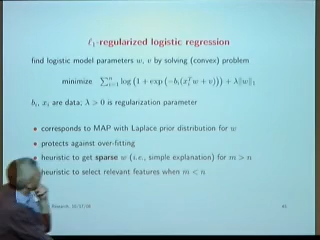 ℓ1-regularized logistic regression
find logistic model parameters w, v by solving (convex) problem
minimize ∑ᵢ₌₁ⁿ log (1 + exp(−bᵢ(xᵢᵀw + v))) + λ‖w‖₁
bᵢ, xᵢ are data; λ > 0 is regularization parameter
• corresponds to MAP with Laplace prior distribution for w
• protects against over-fitting
• heuristic to get sparse w (i.e., simple explanation) for m > n
heuristic to select relevant features when m < n